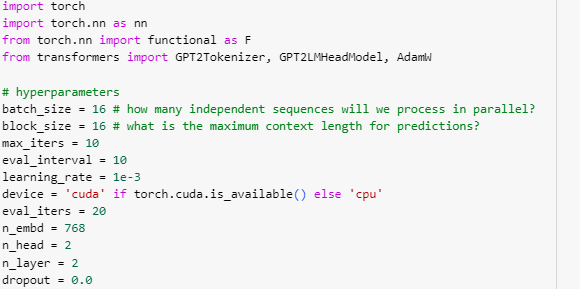 import torch
import torch.nn as nn
from torch.nn import functional as F
from transformers import GPT2Tokenizer, GPT2LMHeadModel, AdamW
# hyperparameters
batch_size = 16 # how many independent sequences will we process in parallel?
block_size = 16 # what is the maximum context length for predictions?
max_iters = 10
eval_interval = 10
learning_rate = 1e-3
device = 'cuda' if torch.cuda.is_available() else 'cpu'
eval_iters = 20
n_embd = 768
n_head = 2
n_layer = 2
dropout = 0.0